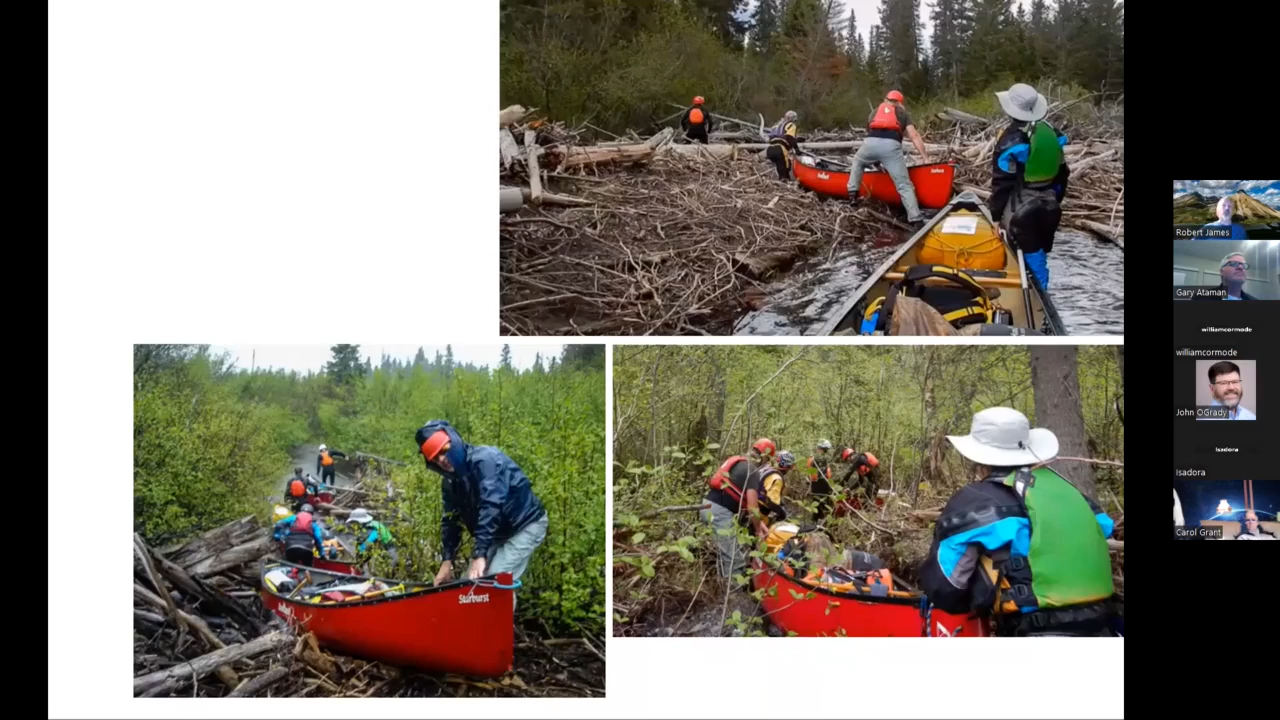 Starburst
Robert James
Gary Ataman
williamcormode
williamcormode
John OGrady
Isadora
Isadora
Carol Grant